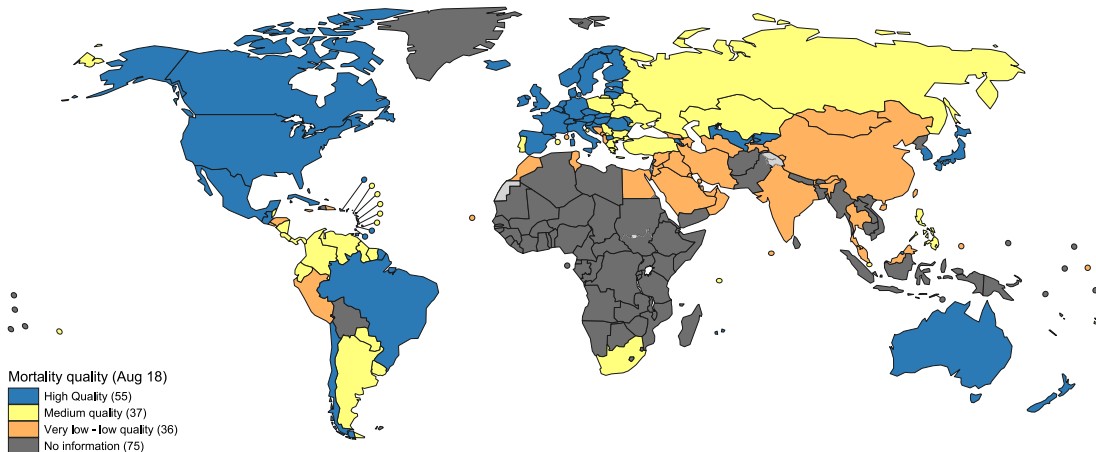 Mortality quality (Aug 18)
High Quality (55)
Medium quality (37)
Very low - low quality (36)
No information (75)